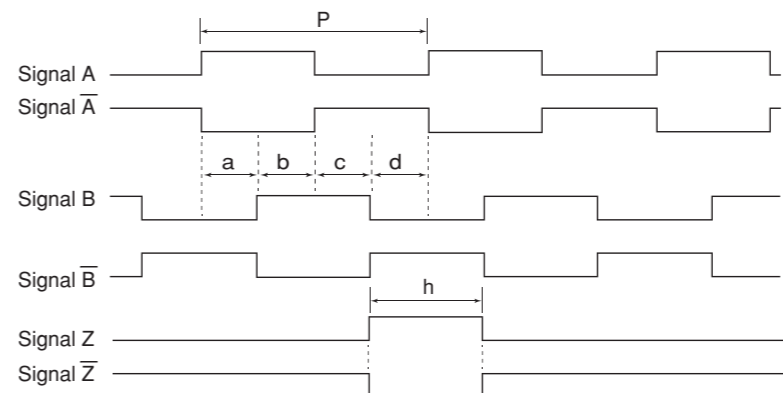 P
Signal A
Signal A̅
a b c d
Signal B
Signal B̅
h
Signal Z
Signal Z̅